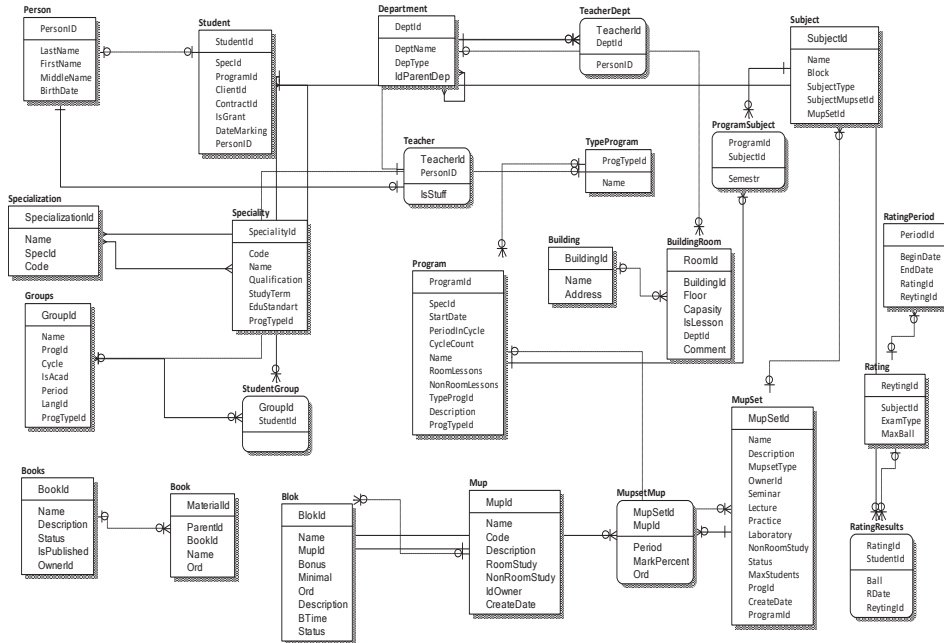 Person
PersonID
LastName
FirstName
MiddleName
BirthDate
Student
StudentId
SpecId
ProgramId
ClientId
ContractId
IsGrant
DateMarking
PersonID
Department
DeptId
DeptName
DepType
IdParentDep
TeacherDept
TeacherId
DeptId
PersonID
Subject
SubjectId
Name
Block
SubjectType
SubjectMupsetId
MupSetId
Teacher
TeacherId
PersonID
IsStuff
TypeProgram
ProgTypeId
Name
ProgramSubject
ProgramId
SubjectId
Semestr
Specialization
SpecializationId
Name
SpecId
Code
Speciality
SpecialityId
Code
Name
Qualification
StudyTerm
EduStandart
ProgTypeId
Building
BuildingId
Name
Address
BuildingRoom
RoomId
BuildingId
Floor
Capasity
IsLesson
DeptId
Comment
RatingPeriod
PeriodId
BeginDate
EndDate
RatingId
ReytingId
Program
ProgramId
SpecId
StartDate
PeriodInCycle
CycleCount
Name
RoomLessons
NonRoomLessons
TypeProgId
Description
ProgTypeId
Groups
GroupId
Name
ProgId
Cycle
IsAcad
Period
LangId
ProgTypeId
StudentGroup
GroupId
StudentId
Rating
ReytingId
SubjectId
ExamType
MaxBall
MupSet
MupSetId
Name
Description
MupsetType
OwnerId
Seminar
Lecture
Practice
Laboratory
NonRoomStudy
Status
MaxStudents
ProgId
CreateDate
ProgramId
Books
BookId
Name
Description
Status
IsPublished
OwnerId
Book
MaterialId
ParentId
BookId
Name
Ord
Blok
BlokId
Name
MupId
Bonus
Minimal
Ord
Description
BTime
Status
Mup
MupId
Name
Code
Description
RoomStudy
NonRoomStudy
IdOwner
CreateDate
MupsetMup
MupSetId
MupId
Period
MarkPercent
Ord
RatingResults
RatingId
StudentId
Ball
RDate
ReytingId